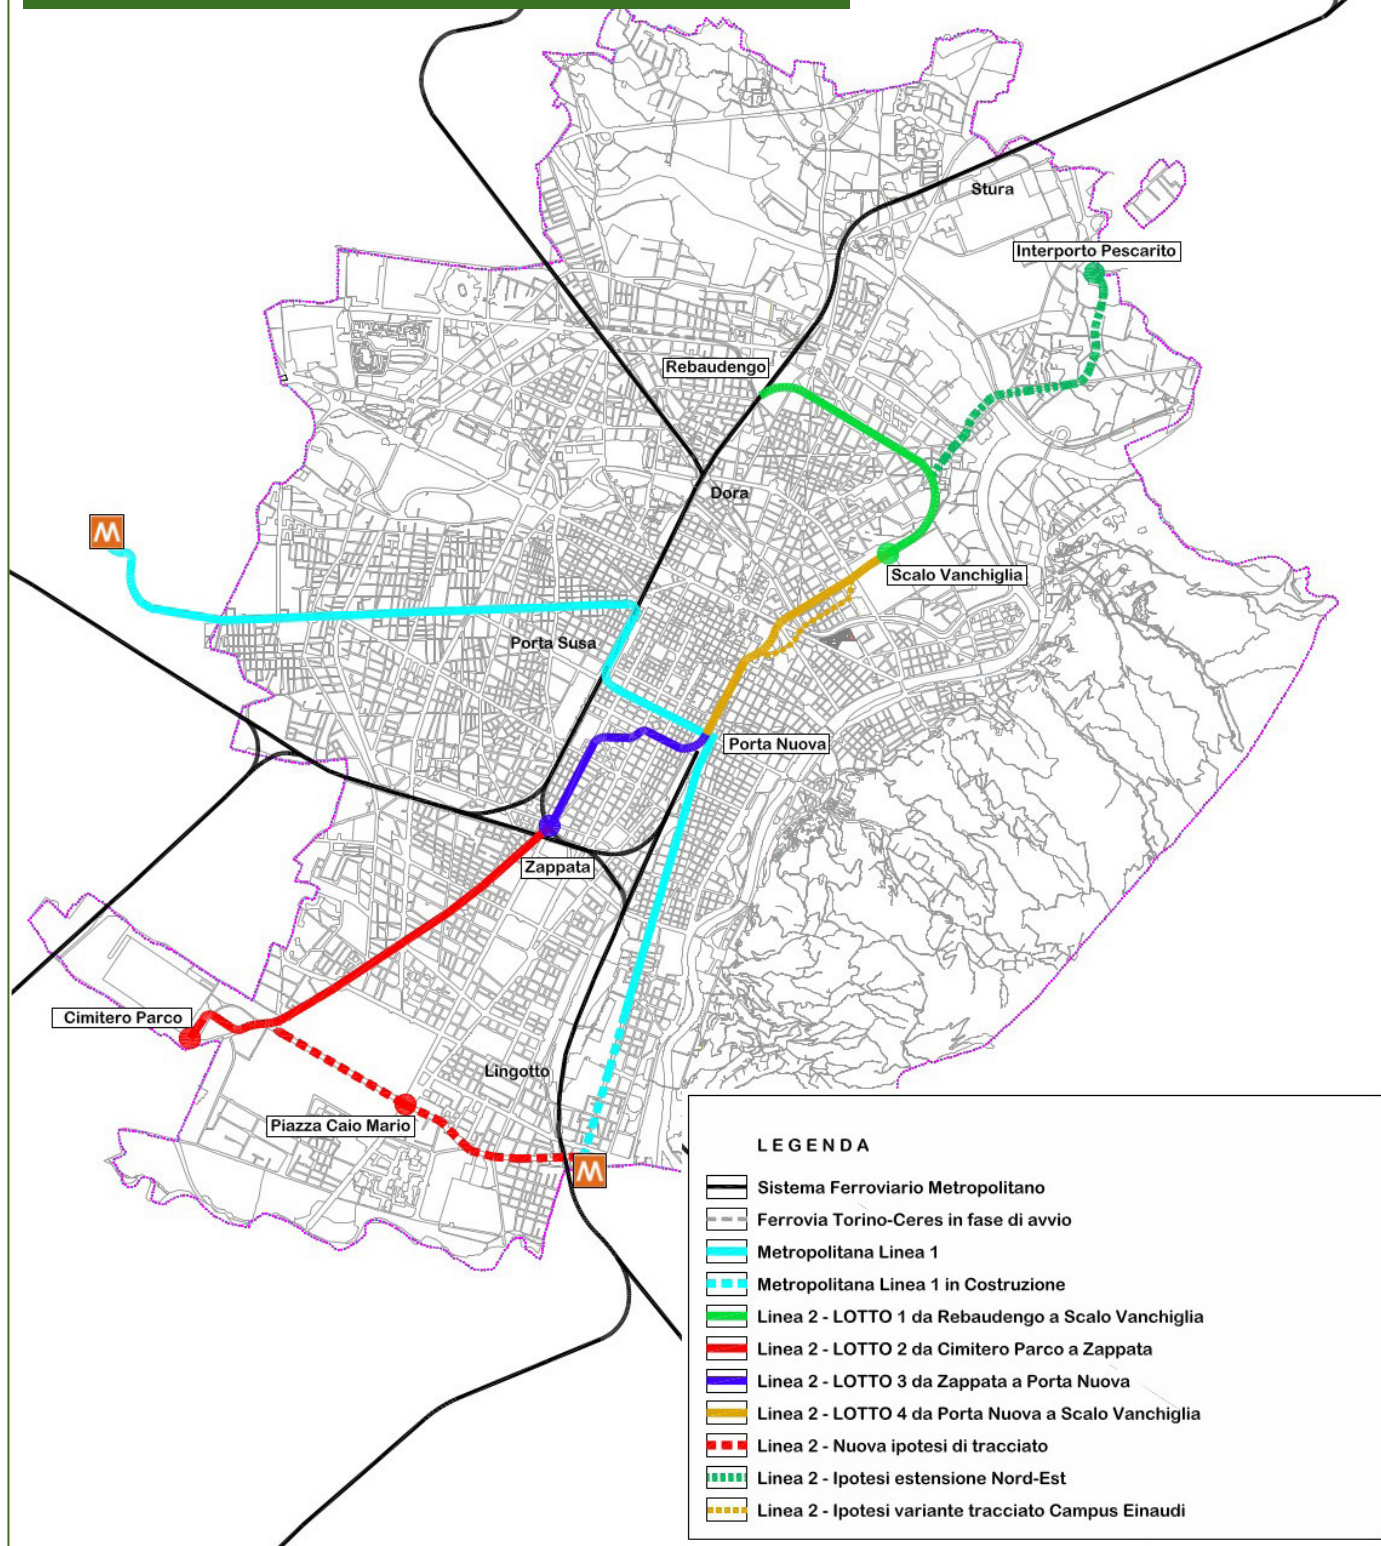 Stura
Interporto Pescarito
Rebaudengo
Dora
M
Scalo Vanchiglia
Porta Susa
Porta Nuova
Zappata
Cimitero Parco
Lingotto
Piazza Caio Mario
M
LEGENDA
Sistema Ferroviario Metropolitano
Ferrovia Torino-Ceres in fase di avvio
Metropolitana Linea 1
Metropolitana Linea 1 in Costruzione
Linea 2 - LOTTO 1 da Rebaudengo a Scalo Vanchiglia
Linea 2 - LOTTO 2 da Cimitero Parco a Zappata
Linea 2 - LOTTO 3 da Zappata a Porta Nuova
Linea 2 - LOTTO 4 da Porta Nuova a Scalo Vanchiglia
Linea 2 - Nuova ipotesi di tracciato
Linea 2 - Ipotesi estensione Nord-Est
Linea 2 - Ipotesi variante tracciato Campus Einaudi